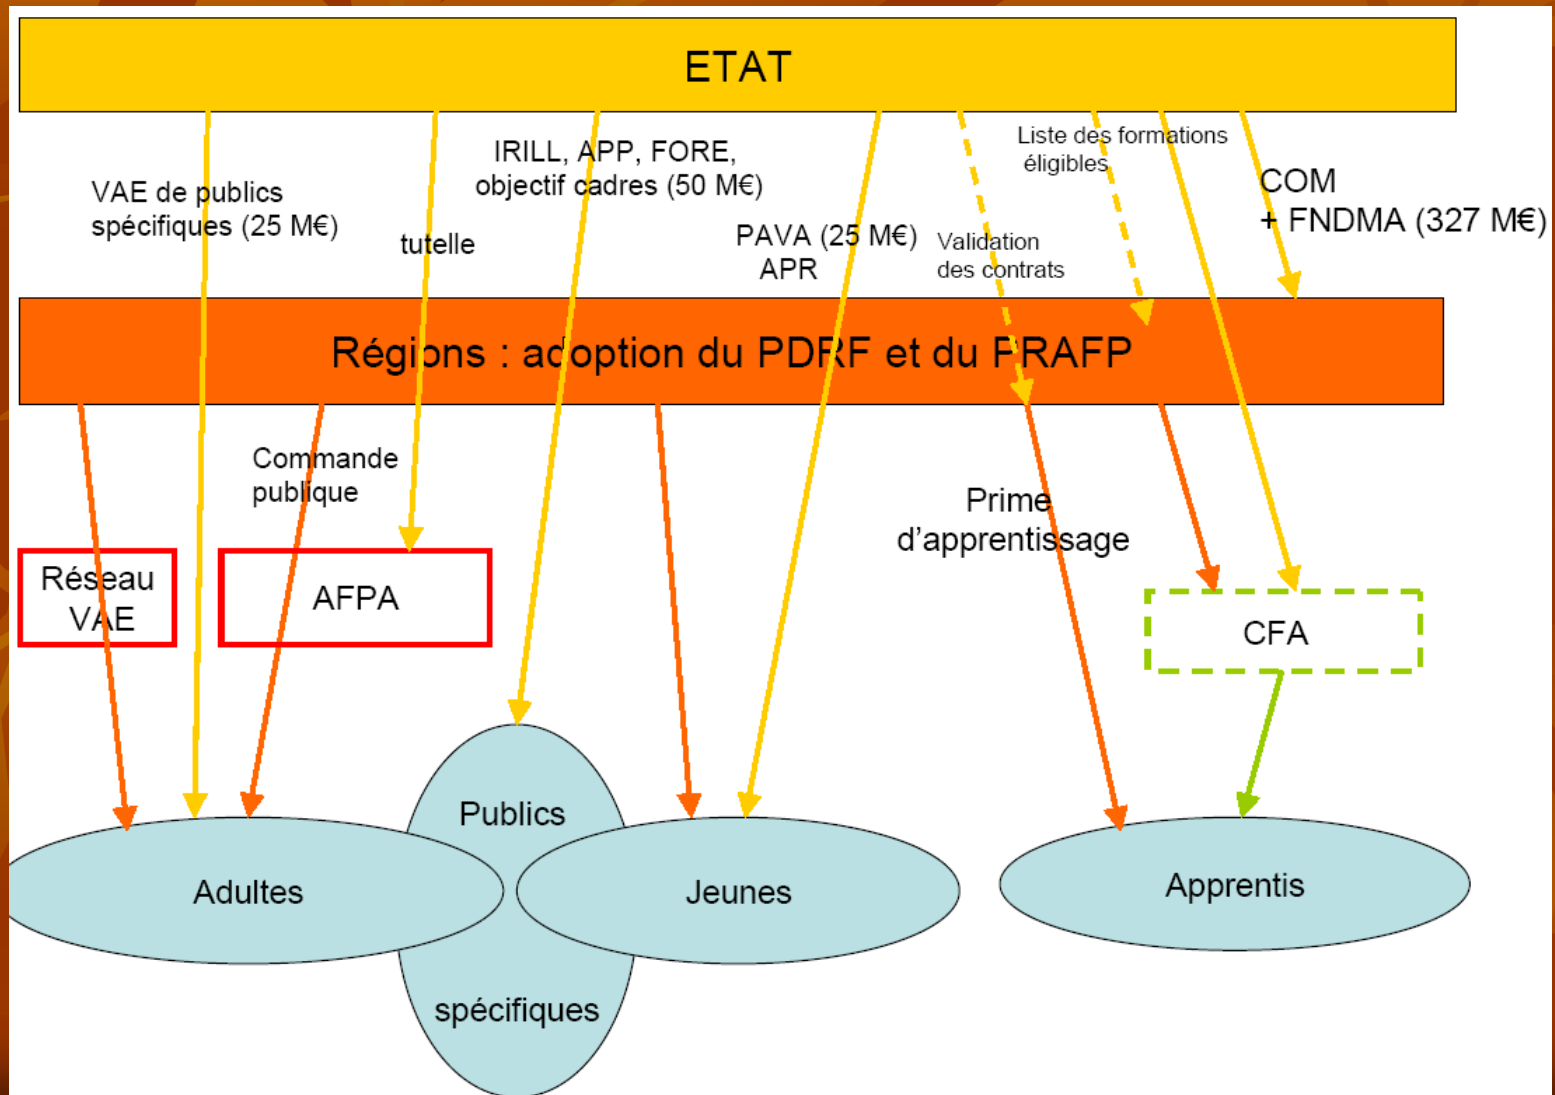 ETAT
Liste des formations
éligibles
IRILL, APP, FORE,
objectif cadres (50 M€)
VAE de publics
spécifiques (25 M€)
COM
+ FNDMA (327 M€)
tutelle
PAVA (25 M€)
APR
Validation
des contrats
Régions : adoption du PDRF et du PRAFP
Commande
publique
Prime
d’apprentissage
Réseau
VAE
AFPA
CFA
Publics
Adultes
Jeunes
Apprentis
spécifiques